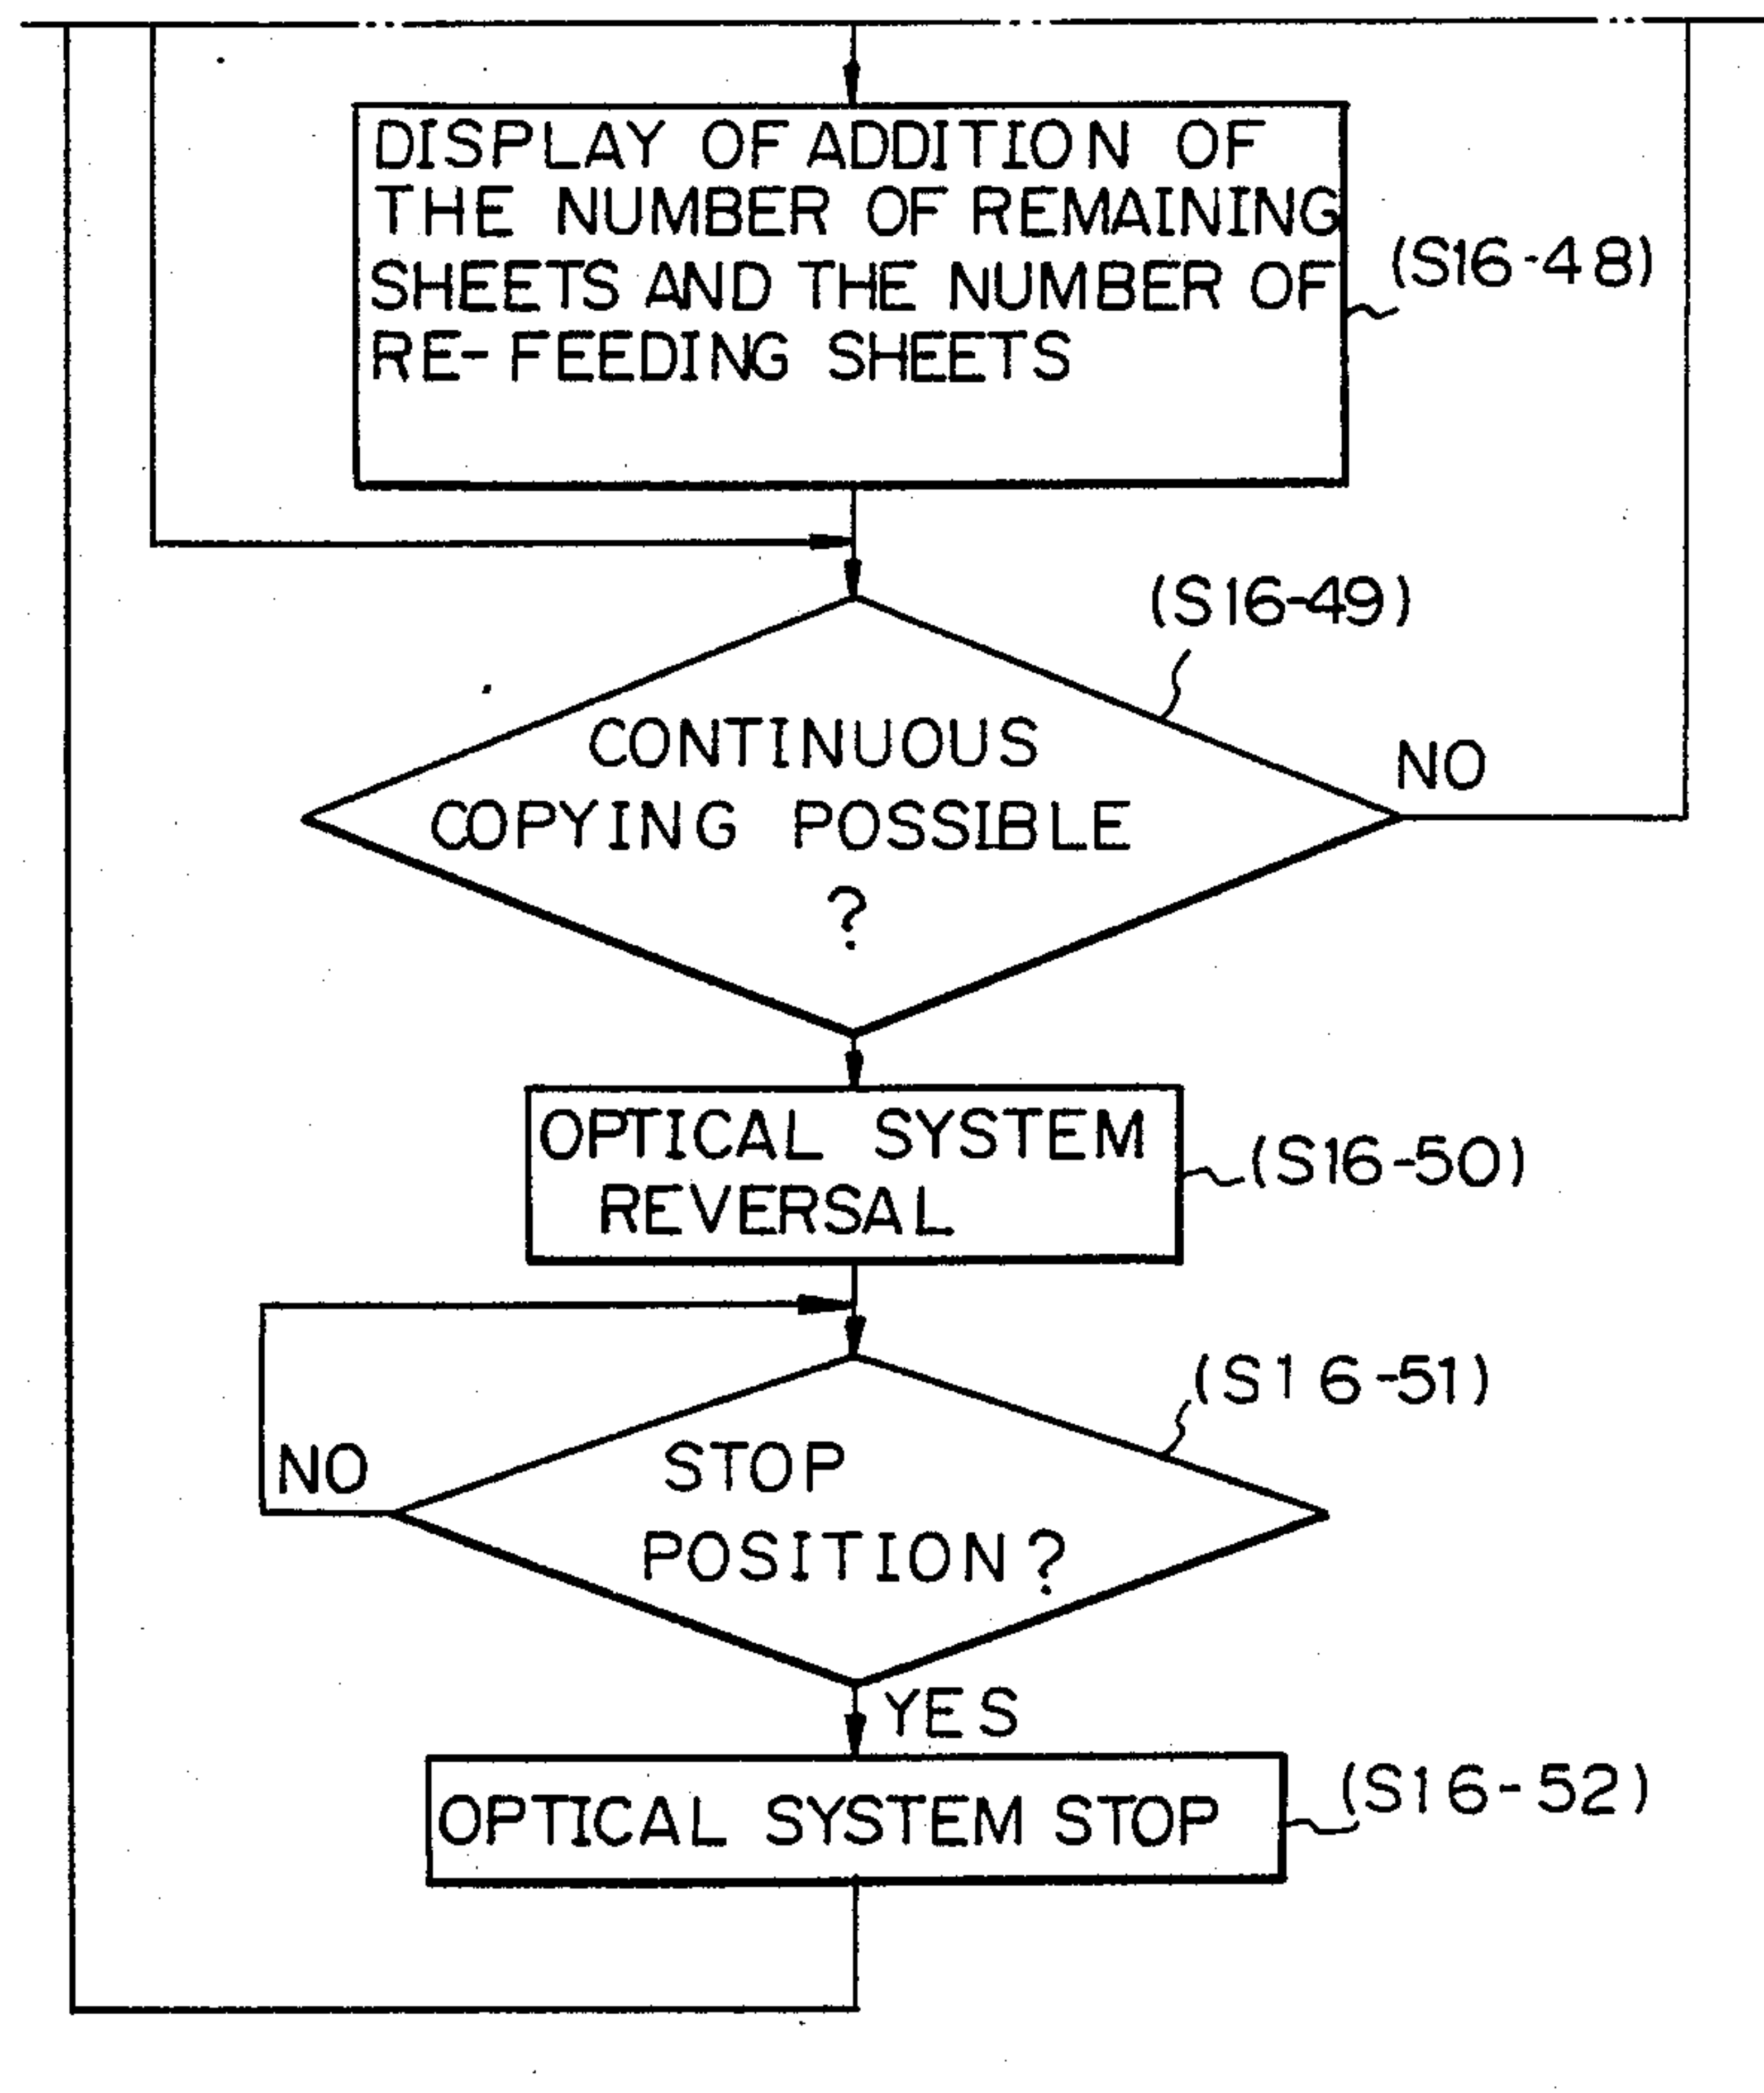 DISPLAY OF ADDITION OF
THE NUMBER OF REMAINING
SHEETS AND THE NUMBER OF
RE-FEEDING SHEETS
(S16-48)
(S16-49)
CONTINUOUS
COPYING POSSIBLE
?
NO
OPTICAL SYSTEM
REVERSAL
(S16-50)
(S16-51)
NO
STOP
POSITION?
YES
OPTICAL SYSTEM STOP
(S16-52)